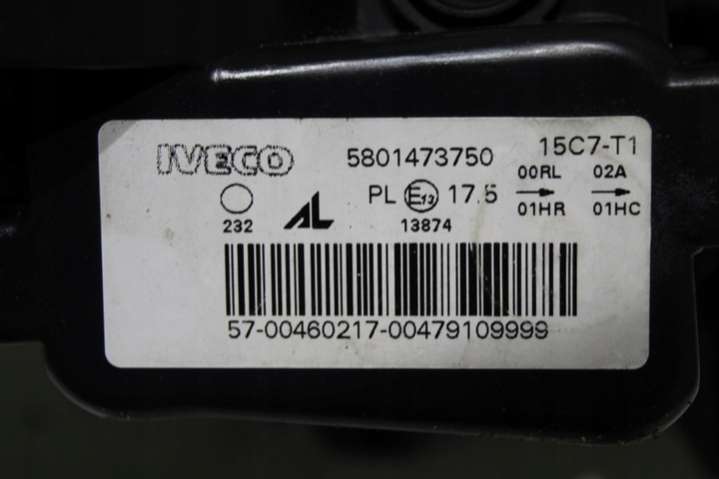 IVECO 5801473750 15C7-T1
PL E13 17.5 00RL 02A
01HR 01HC
232 AL 13874
57-00460217-00479109999